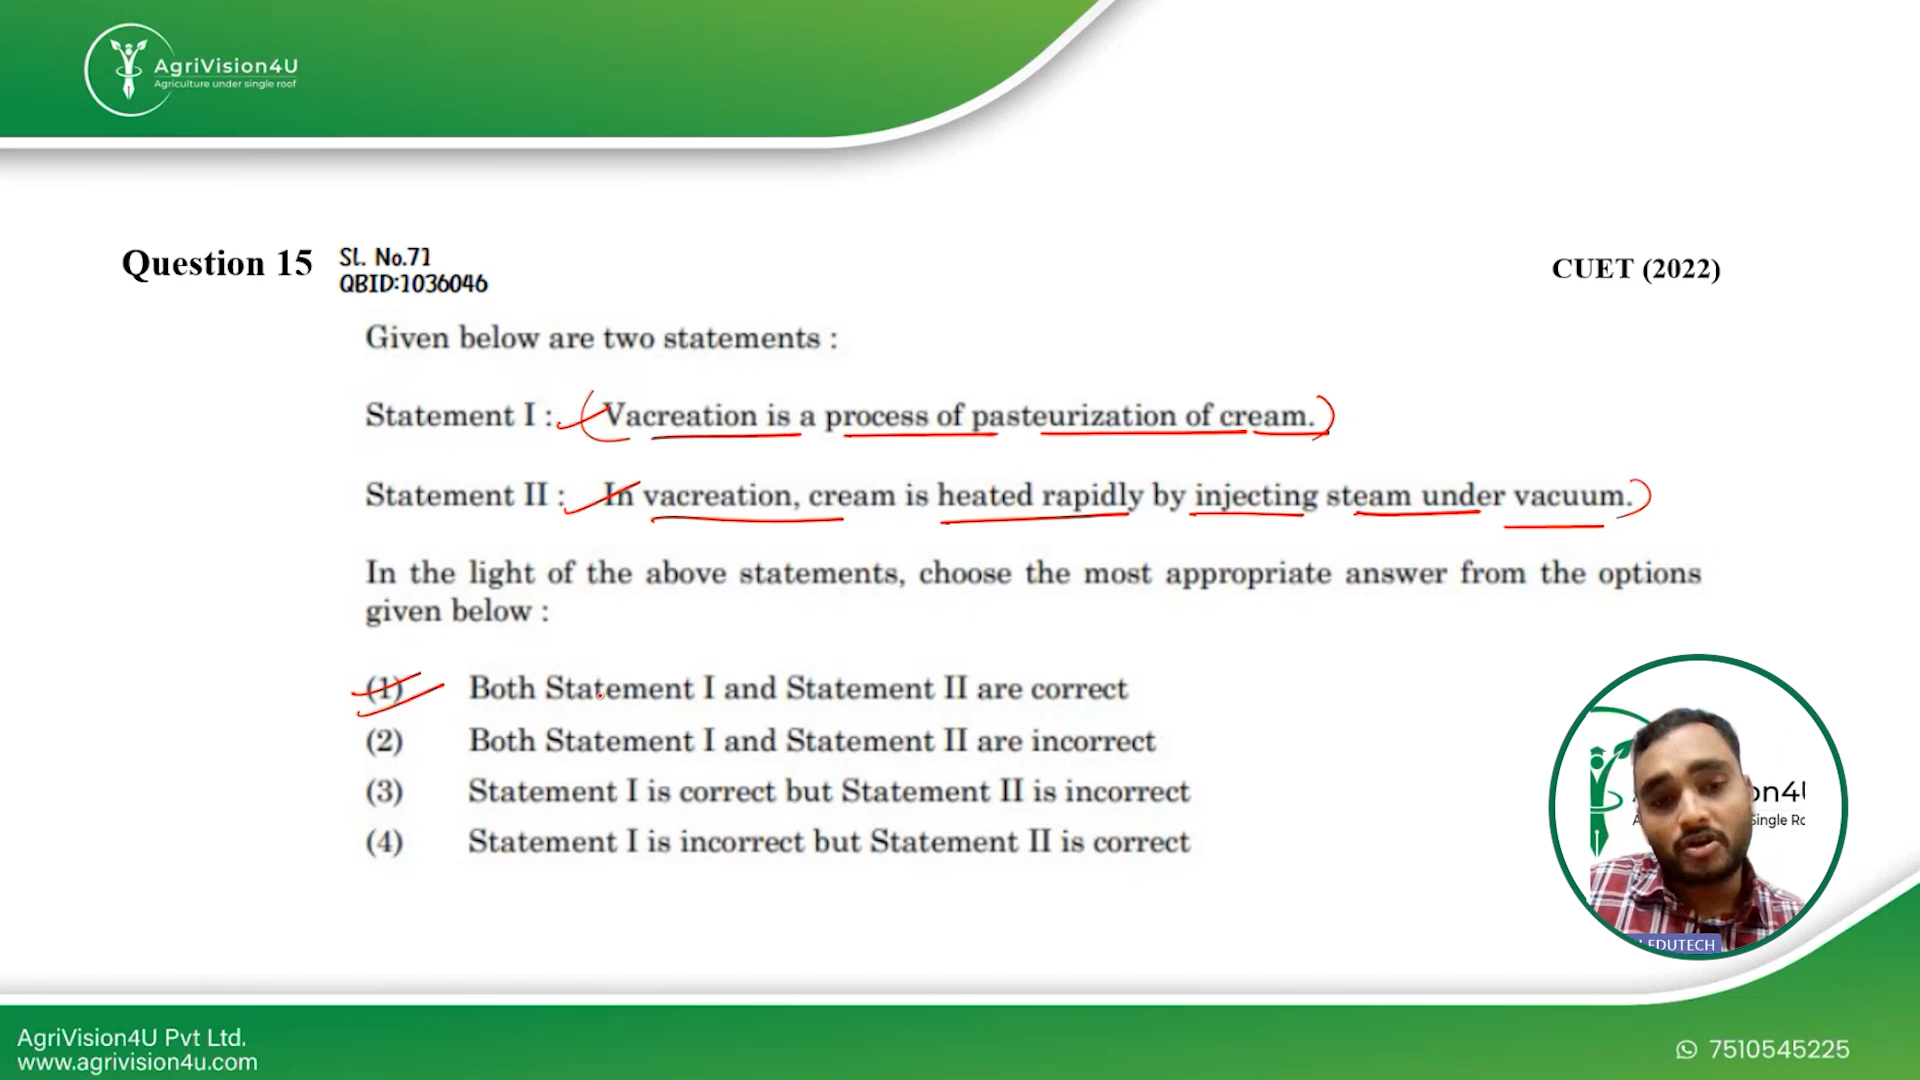 AgriVision4U
Agriculture under single roof
Question 15
Sl. No.71
QBID:1036046
CUET (2022)
Given below are two statements :
Statement I : Vacreation is a process of pasteurization of cream.
Statement II : In vacreation, cream is heated rapidly by injecting steam under vacuum.
In the light of the above statements, choose the most appropriate answer from the options
given below :
(1) Both Statement I and Statement II are correct
(2) Both Statement I and Statement II are incorrect
(3) Statement I is correct but Statement II is incorrect
(4) Statement I is incorrect but Statement II is correct
on4U
Single Ro
EDUTECH
AgriVision4U Pvt Ltd.
www.agrivision4u.com
7510545225